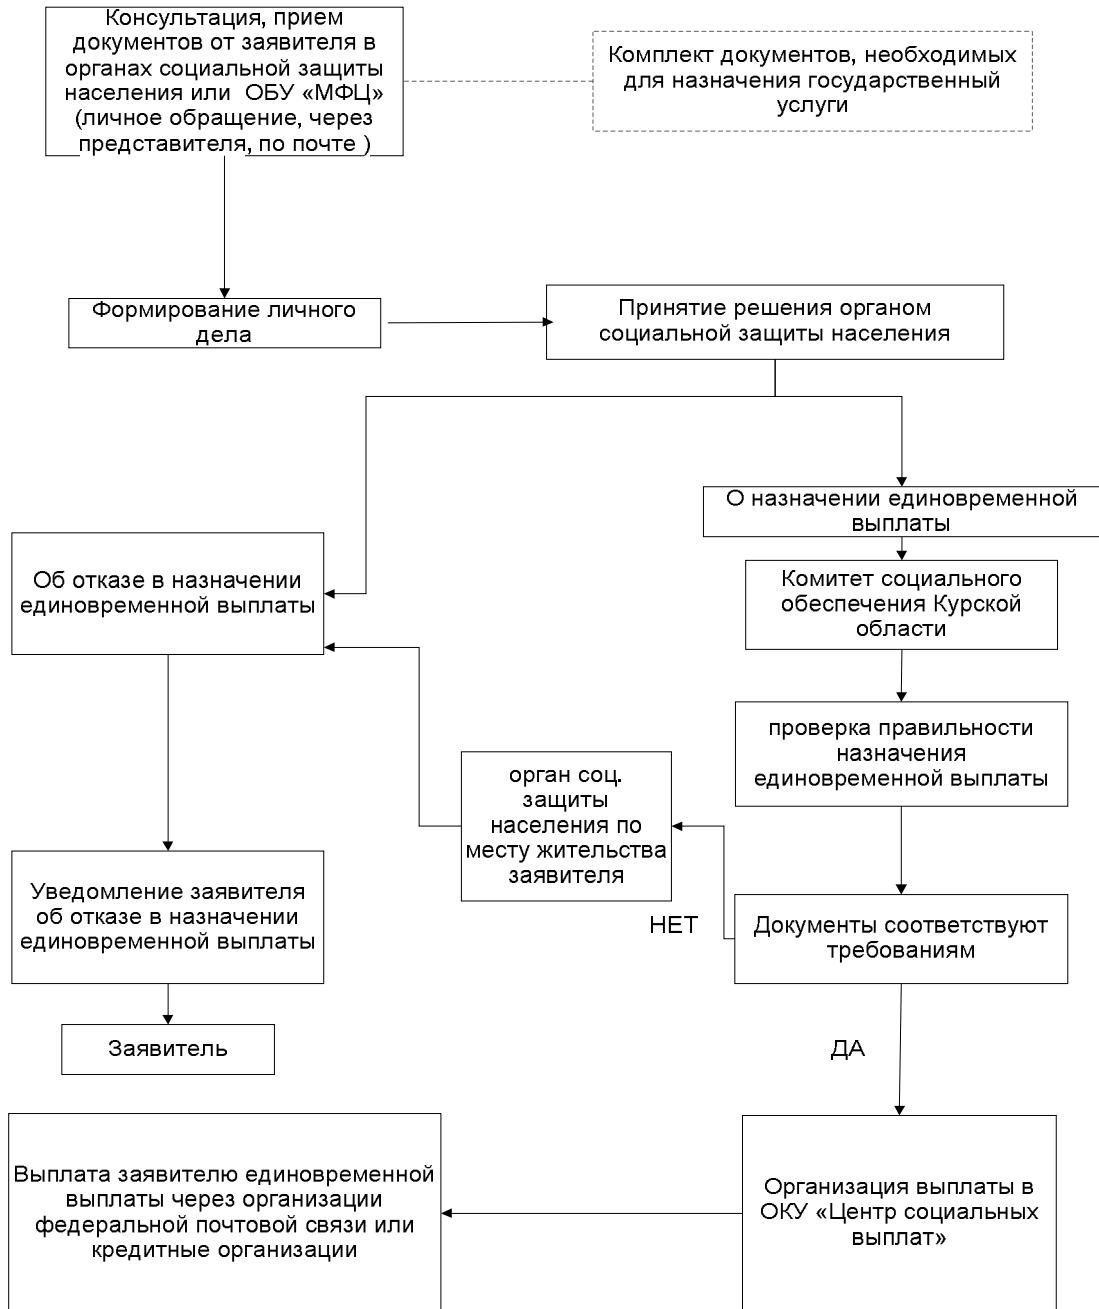 Консультация, прием
документов от заявителя в
органах социальной защиты
населения или ОБУ «МФЦ»
(личное обращение, через
представителя, по почте )
Комплект документов, необходимых
для назначения государственный
услуги
Формирование личного
дела
Принятие решения органом
социальной защиты населения
О назначении единовременной
выплаты
Об отказе в назначении
единовременной выплаты
Комитет социального
обеспечения Курской
области
проверка правильности
назначения
единовременной выплаты
орган соц.
защиты
населения по
месту жительства
заявителя
Уведомление заявителя
об отказе в назначении
единовременной выплаты
НЕТ
Документы соответствуют
требованиям
Заявитель
ДА
Выплата заявителю единовременной
выплаты через организации
федеральной почтовой связи или
кредитные организации
Организация выплаты в
ОКУ «Центр социальных
выплат»